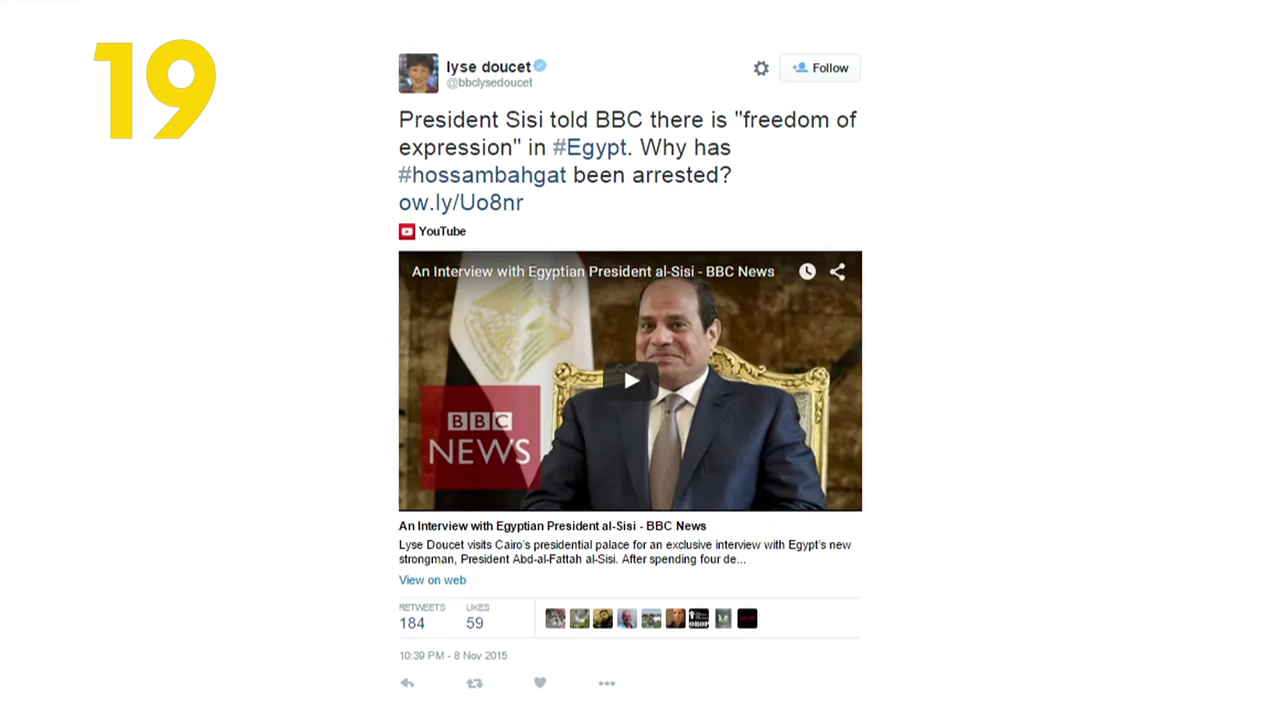 19
lyse doucet
@bbclysedoucet
Follow
President Sisi told BBC there is "freedom of
expression" in #Egypt. Why has
#hossambahgat been arrested?
ow.ly/Uo8nr
YouTube
An Interview with Egyptian President al-Sisi - BBC News
BBC
NEWS
An Interview with Egyptian President al-Sisi - BBC News
Lyse Doucet visits Cairo's presidential palace for an exclusive interview with Egypt's new
strongman, President Abd-al-Fattah al-Sisi. After spending four de...
View on web
RETWEETS LIKES
184 59
10:39 PM - 8 Nov 2015